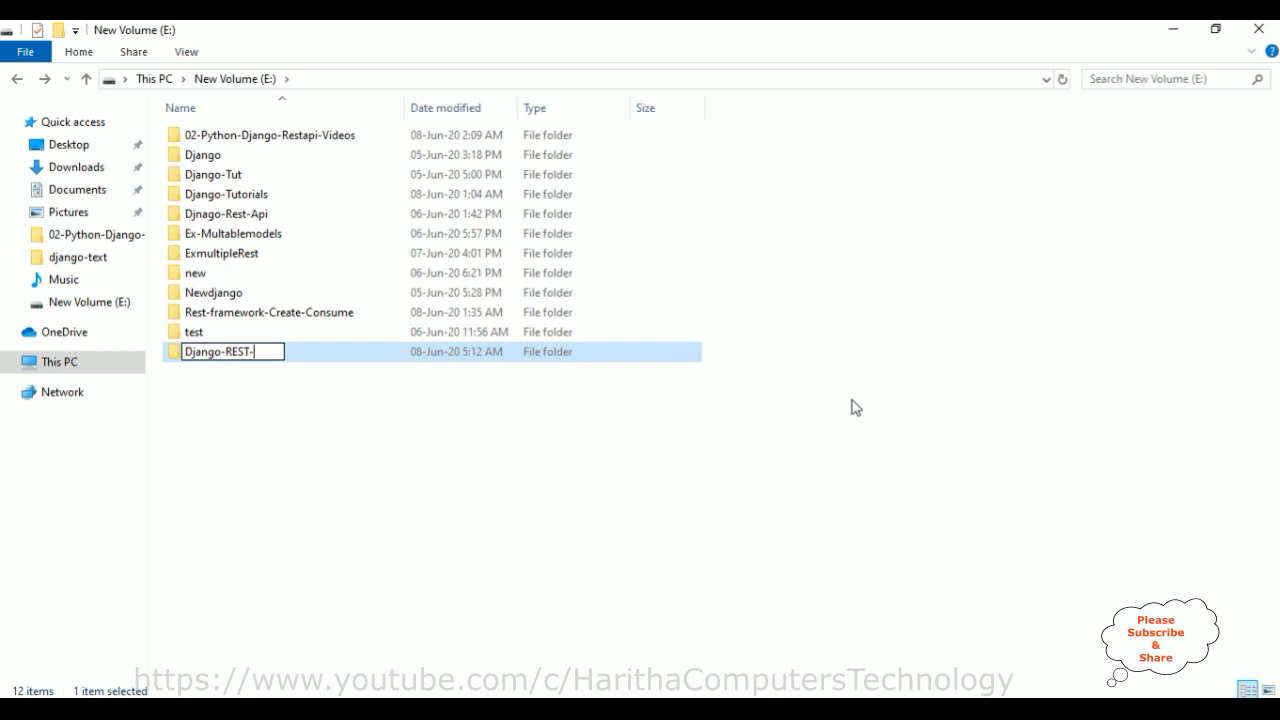 New Volume (E:)
File Home Share View
This PC New Volume (E:) Search New Volume (E:)
Name Date modified Type Size
Quick access
Desktop
Downloads
Documents
Pictures
02-Python-Django-
django-text
Music
New Volume (E:)
OneDrive
This PC
Network
02-Python-Django-Restapi-Videos 08-Jun-20 2:09 AM File folder
Django 05-Jun-20 3:18 PM File folder
Django-Tut 05-Jun-20 5:00 PM File folder
Django-Tutorials 08-Jun-20 1:04 AM File folder
Djnago-Rest-Api 06-Jun-20 1:42 PM File folder
Ex-Multablemodels 06-Jun-20 5:57 PM File folder
ExmultipleRest 07-Jun-20 4:01 PM File folder
new 06-Jun-20 6:21 PM File folder
Newdjango 05-Jun-20 5:28 PM File folder
Rest-framework-Create-Consume 08-Jun-20 1:35 AM File folder
test 06-Jun-20 11:56 AM File folder
Django-REST- 08-Jun-20 5:12 AM File folder
Please
Subscribe
&
Share
https://www.youtube.com/c/HarithaComputersTechnology
12 items 1 item selected